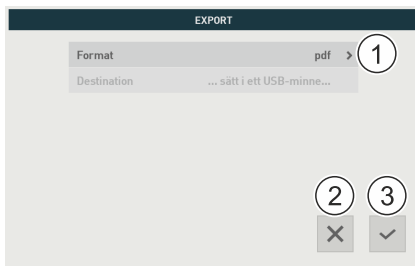 EXPORT
Format pdf >
1
Destination ... sätt i ett USB-minne...
2 3